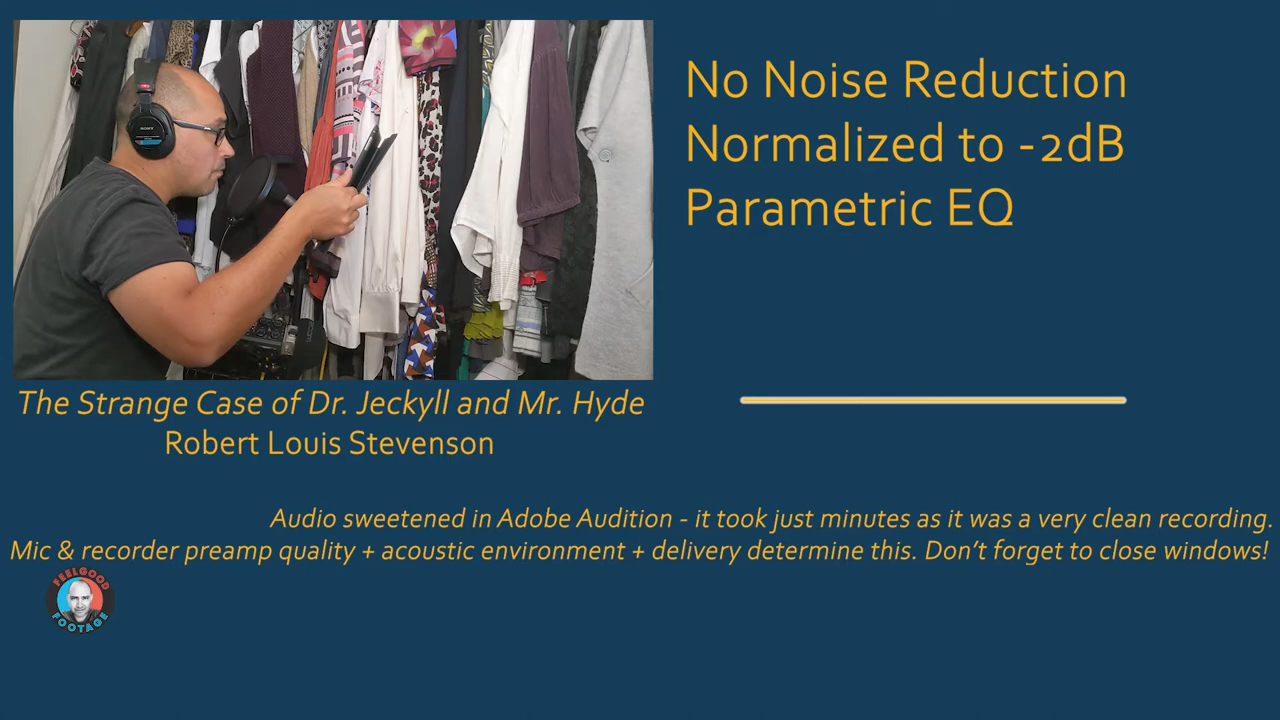 No Noise Reduction
Normalized to -2dB
Parametric EQ
SONY
The Strange Case of Dr. Jeckyll and Mr. Hyde
Robert Louis Stevenson
Audio sweetened in Adobe Audition - it took just minutes as it was a very clean recording.
Mic & recorder preamp quality + acoustic environment + delivery determine this. Don't forget to close windows!
FEELGOOD
FOOTAGE